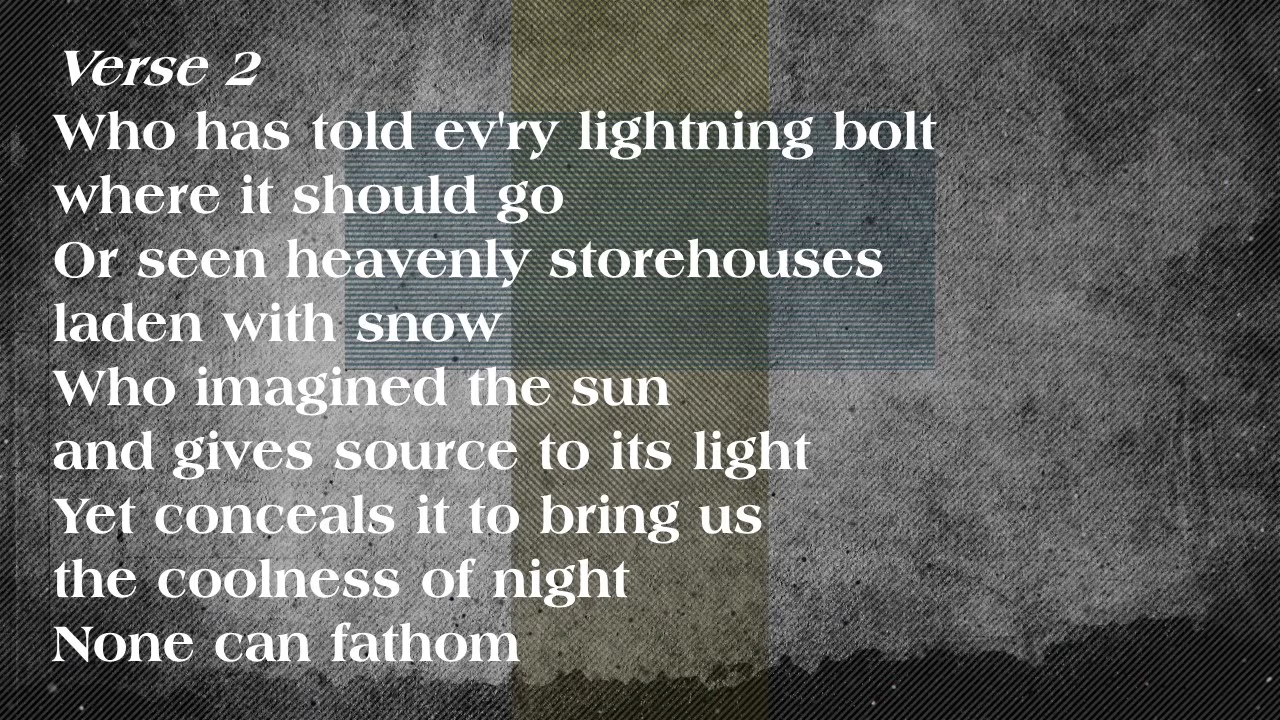 Verse 2
Who has told ev'ry lightning bolt
where it should go
Or seen heavenly storehouses
laden with snow
Who imagined the sun
and gives source to its light
Yet conceals it to bring us
the coolness of night
None can fathom